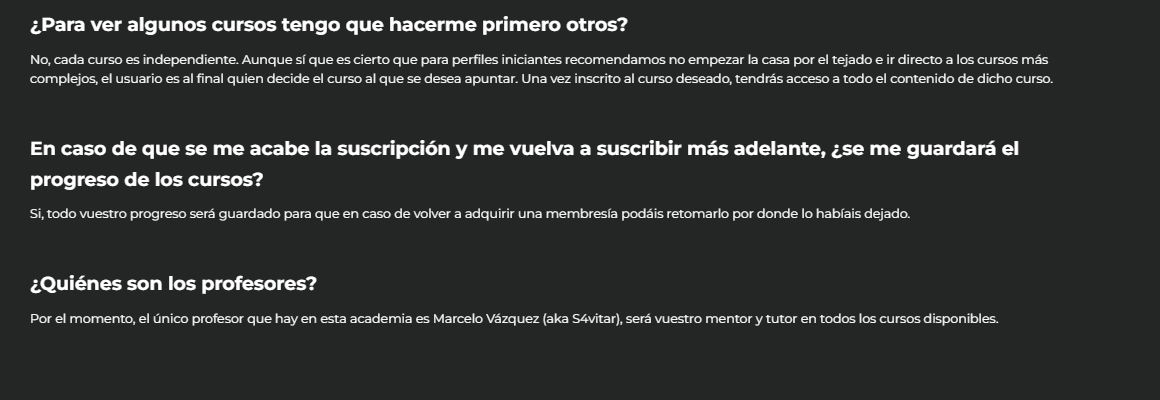 ¿Para ver algunos cursos tengo que hacerme primero otros?
No, cada curso es independiente. Aunque sí que es cierto que para perfiles iniciantes recomendamos no empezar la casa por el tejado e ir directo a los cursos más
complejos, el usuario es al final quien decide el curso al que se desea apuntar. Una vez inscrito al curso deseado, tendrás acceso a todo el contenido de dicho curso.
En caso de que se me acabe la suscripción y me vuelva a suscribir más adelante, ¿se me guardará el
progreso de los cursos?
Si, todo vuestro progreso será guardado para que en caso de volver a adquirir una membresía podáis retomarlo por donde lo habíais dejado.
¿Quiénes son los profesores?
Por el momento, el único profesor que hay en esta academia es Marcelo Vázquez (aka S4vitar), será vuestro mentor y tutor en todos los cursos disponibles.